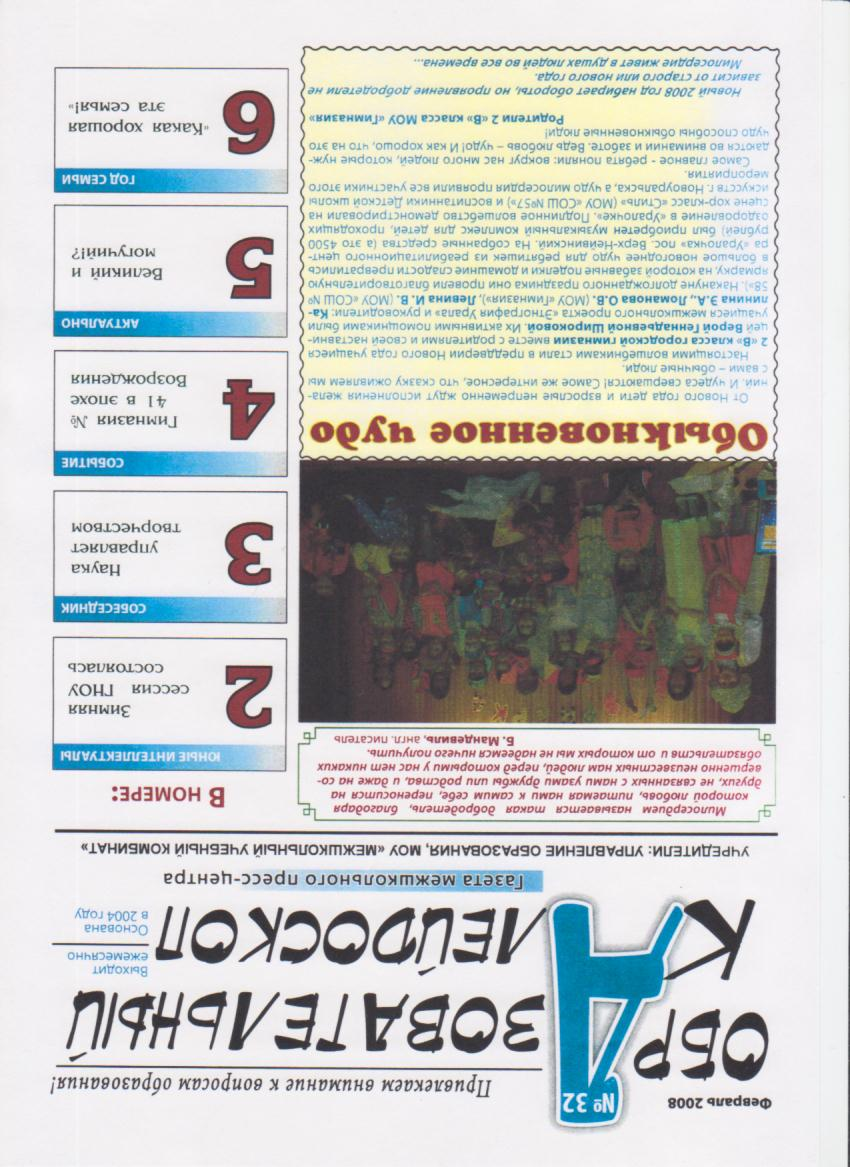 Февраль 2008
№ 32
Привлекаем внимание к вопросам образования!
ОБРАЗОВАТЕЛЬНЫЙ
КАЛЕЙДОСКОП
Выходит
ежемесячно
Основана
в 2004 году
Газета межшкольного пресс-центра
УЧРЕДИТЕЛИ: УПРАВЛЕНИЕ ОБРАЗОВАНИЯ, МОУ «МЕЖШКОЛЬНЫЙ УЧЕБНЫЙ КОМБИНАТ»
Милосердием называется такая добродетель, благодаря
которой любовь, питаемая нами к самим себе, переносится на
других, не связанных с нами узами дружбы или родства, и даже на со-
вершенно неизвестных нам людей, перед которыми у нас нет никаких
обязательств и от которых мы не надеемся ничего получить.
Б. Мандевиль, англ. писатель
Обыкновенное чудо
От Нового года дети и взрослые непременно ждут исполнения жела-
ний. И чудеса свершаются! Самое же интересное, что сказку оживляем мы
с вами – обычные люди.
Настоящими волшебниками стали в преддверии Нового года учащиеся
2 «В» класса городской гимназии вместе с родителями и своей наставни-
цей Верой Геннадьевной Широковой. Их активными помощниками были
учащиеся межшкольного проекта «Этнография Урала» и руководители: Ка-
линина Э.А., Ломанова О.В. (МОУ «Гимназия»), Левина И. В. (МОУ «СОШ №
58»). Накануне долгожданного праздника они провели благотворительную
ярмарку, на которой забавные поделки и домашние сладости превратились
в большое новогоднее чудо для ребятишек из реабилитационного цент-
ра «Уралочка» пос. Верх-Нейвинский. На собранные средства (а это 4500
рублей) был приобретен музыкальный комплекс для детей, проходящих
оздоровление в «Уралочке». Подлинное волшебство демонстрировали на
сцене хор-класс «Стиль» (МОУ «СОШ №57») и воспитанники Детской школы
искусств г. Новоуральска, а чудо милосердия проявили все участники этого
мероприятия.
Самое главное - ребята поняли: вокруг нас много людей, которые нуж-
даются во внимании и заботе. Ведь любовь – чудо! И как хорошо, что на это
чудо способны обыкновенные люди!
Родители 2 «В» класса МОУ «Гимназия»
Новый 2008 год набирает обороты, но проявление добродетели не
зависит от старого или нового года.
Милосердие живет в душах людей во все времена...
В НОМЕРЕ:
ЮНЫЕ ИНТЕЛЛЕКТУАЛЫ
2
Зимняя
сессия ГНОУ
состоялась
СОБЕСЕДНИК
3
Наука
управляет
творчеством
СОБЫТИЕ
4
Гимназия №
41 в эпохе
Возрождения
АКТУАЛЬНО
5
Великий и
могучий!?
ГОД СЕМЬИ
6
«Какая хорошая
эта семья!»